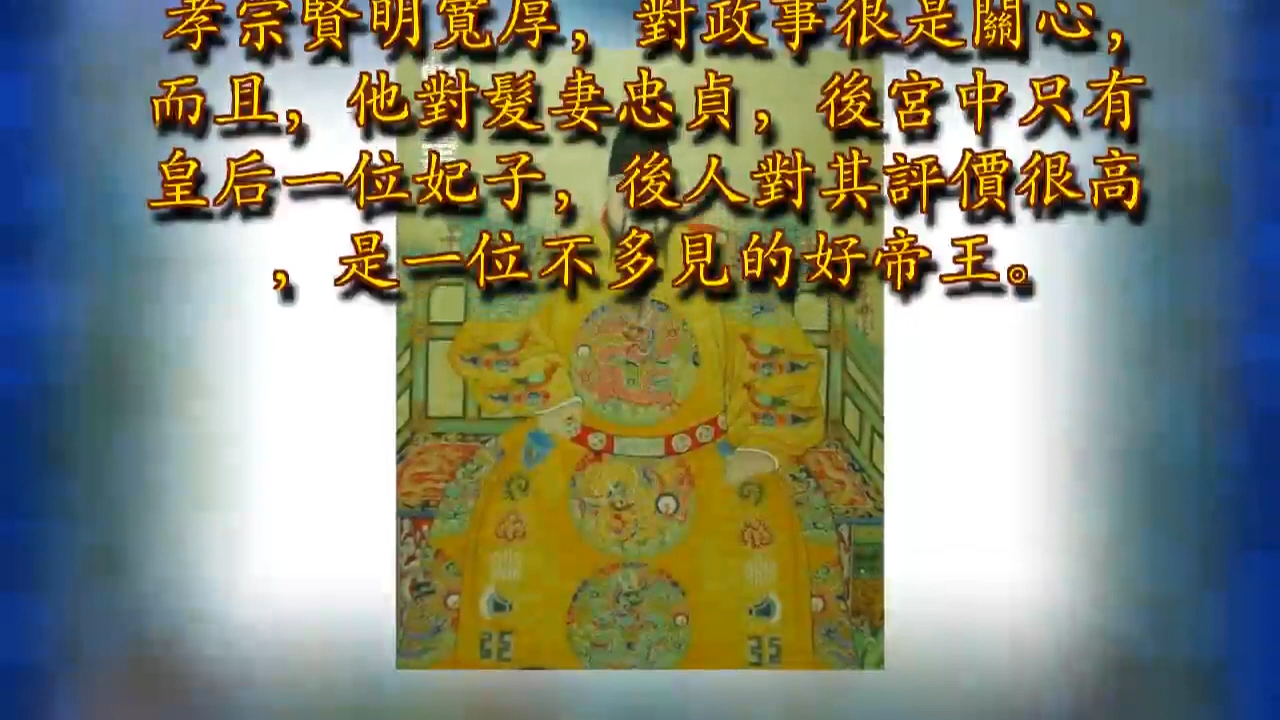 孝宗賢明寬厚，對政事很是關心，
而且，他對髮妻忠貞，後宮中只有
皇后一位妃子，後人對其評價很高
，是一位不多見的好帝王。